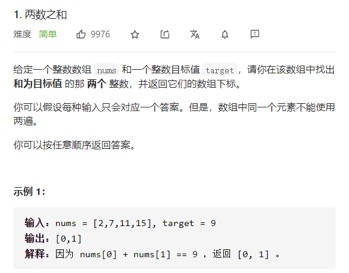 1. 两数之和
难度 简单 9976
给定一个整数数组 nums 和一个整数目标值 target，请你在该数组中找出
和为目标值 的那 两个 整数，并返回它们的数组下标。
你可以假设每种输入只会对应一个答案。但是，数组中同一个元素不能使用
两遍。
你可以按任意顺序返回答案。
示例 1：
输入：nums = [2,7,11,15], target = 9
输出：[0,1]
解释：因为 nums[0] + nums[1] == 9 ，返回 [0, 1] 。